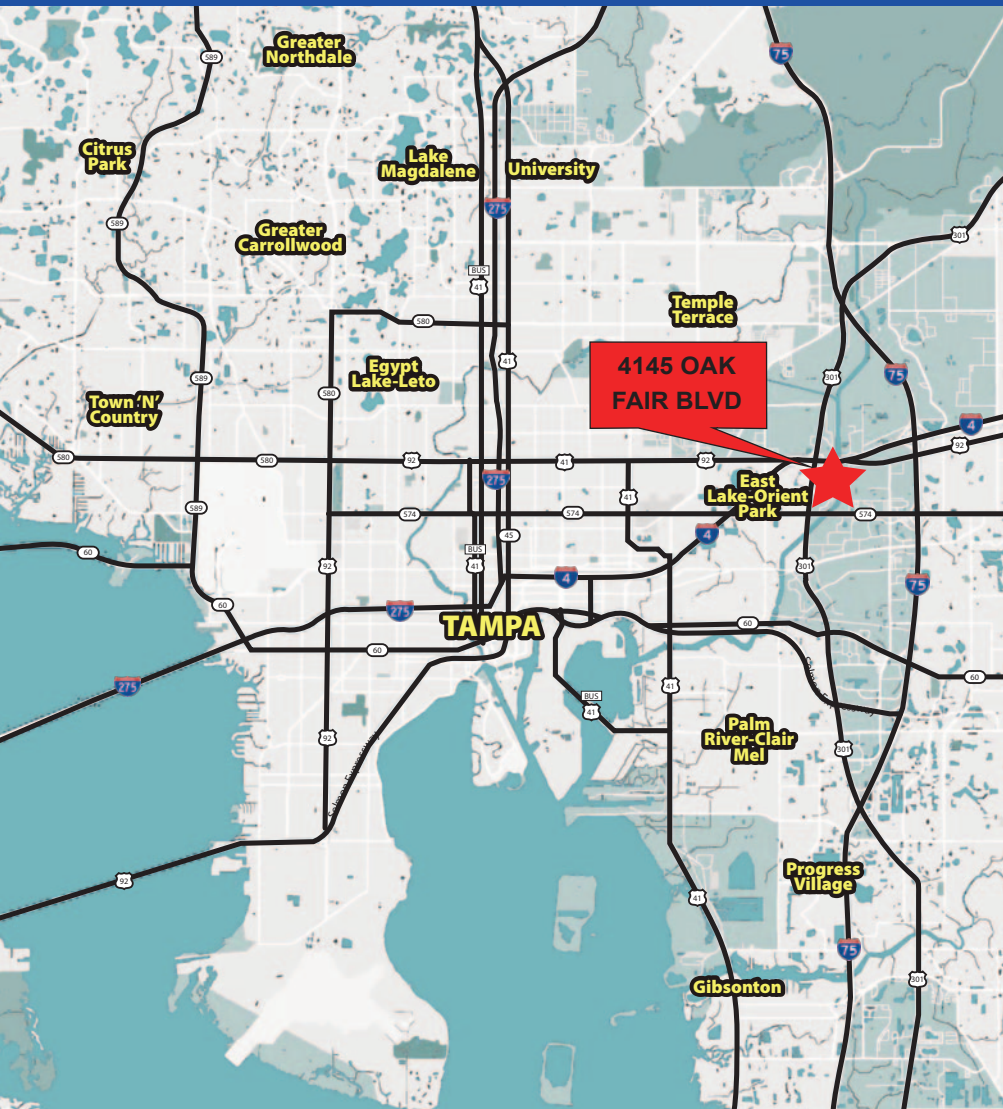 75
Greater
Northdale
589
Citrus
Park
Lake
Magdalene
University
275
589
301
Greater
Carrollwood
BUS
41
Temple
Terrace
580
4145 OAK
FAIR BLVD
41
Egypt
Lake-Leto
589
580
301
75
Town ‘N’
Country
4
92
580
580
92
41
92
275
East
Lake-Orient
Park
41
589
574
574
574
4
45
60
BUS
41
92
301
4
75
60
275
TAMPA
60
60
60
275
41
Selmon Expressway
BUS
41
Palm
River-Clair
Mel
92
301
Selmon Expressway
92
Progress
Village
41
75
301
Gibsonton